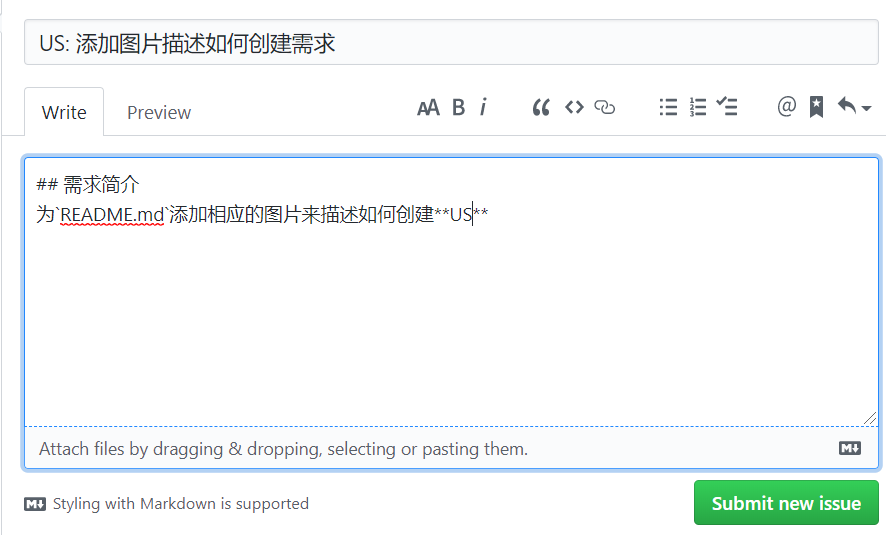 US: 添加图片描述如何创建需求
Write Preview
AA B i @
## 需求简介
为`README.md`添加相应的图片来描述如何创建**US**
Attach files by dragging & dropping, selecting or pasting them.
Styling with Markdown is supported
Submit new issue